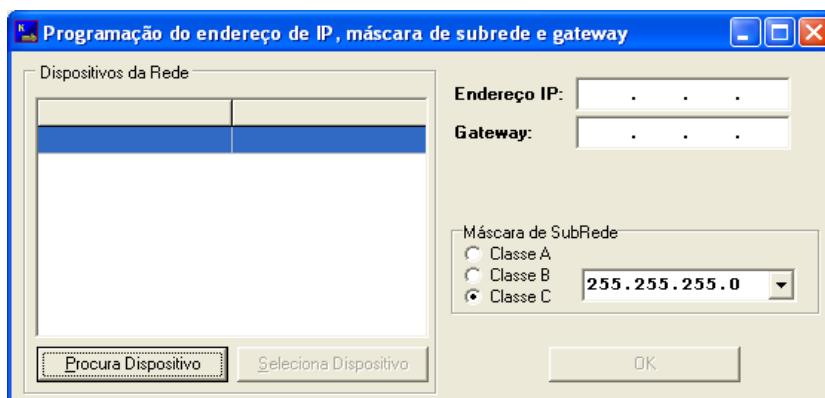 Programação do endereço de IP, máscara de subrede e gateway
Dispositivos da Rede
Procura Dispositivo
Seleciona Dispositivo
Endereço IP: . . .
Gateway: . . .
Máscara de SubRede
Classe A
Classe B
Classe C
255.255.255.0
OK